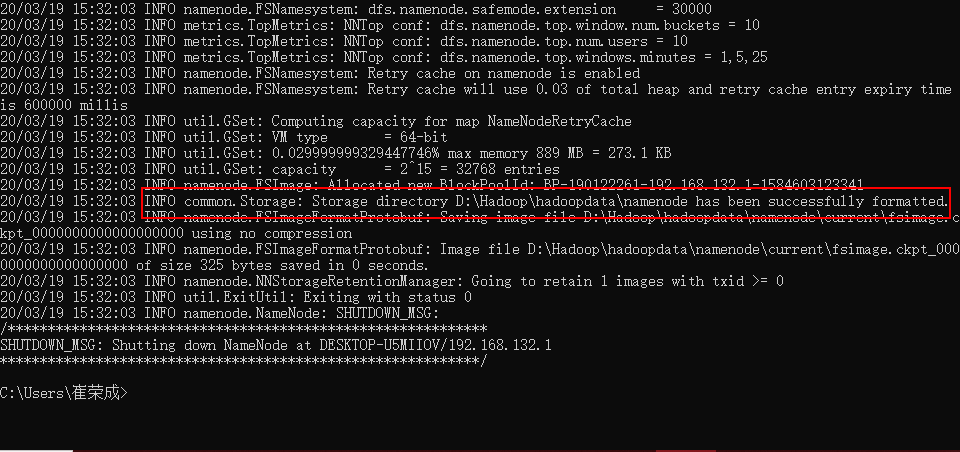 20/03/19 15:32:03 INFO namenode.FSNamesystem: dfs.namenode.safemode.extension     = 30000
20/03/19 15:32:03 INFO metrics.TopMetrics: NNTop conf: dfs.namenode.top.window.num.buckets = 10
20/03/19 15:32:03 INFO metrics.TopMetrics: NNTop conf: dfs.namenode.top.num.users = 10
20/03/19 15:32:03 INFO metrics.TopMetrics: NNTop conf: dfs.namenode.top.windows.minutes = 1,5,25
20/03/19 15:32:03 INFO namenode.FSNamesystem: Retry cache on namenode is enabled
20/03/19 15:32:03 INFO namenode.FSNamesystem: Retry cache will use 0.03 of total heap and retry cache entry expiry time
is 600000 millis
20/03/19 15:32:03 INFO util.GSet: Computing capacity for map NameNodeRetryCache
20/03/19 15:32:03 INFO util.GSet: VM type       = 64-bit
20/03/19 15:32:03 INFO util.GSet: 0.029999999329447746% max memory 889 MB = 273.1 KB
20/03/19 15:32:03 INFO util.GSet: capacity      = 2^15 = 32768 entries
20/03/19 15:32:03 INFO namenode.FSImage: Allocated new BlockPoolId: BP-190122261-192.168.132.1-1584603123341
20/03/19 15:32:03 INFO common.Storage: Storage directory D:\Hadoop\hadoopdata\namenode has been successfully formatted.
20/03/19 15:32:03 INFO namenode.FSImageFormatProtobuf: Saving image file D:\Hadoop\hadoopdata\namenode\current\fsimage.c
kpt_0000000000000000000 using no compression
20/03/19 15:32:03 INFO namenode.FSImageFormatProtobuf: Image file D:\Hadoop\hadoopdata\namenode\current\fsimage.ckpt_000
0000000000000000 of size 325 bytes saved in 0 seconds.
20/03/19 15:32:03 INFO namenode.NNStorageRetentionManager: Going to retain 1 images with txid >= 0
20/03/19 15:32:03 INFO util.ExitUtil: Exiting with status 0
20/03/19 15:32:03 INFO namenode.NameNode: SHUTDOWN_MSG:
/************************************************************
SHUTDOWN_MSG: Shutting down NameNode at DESKTOP-U5MIIOV/192.168.132.1
************************************************************/
C:\Users\崔荣成>